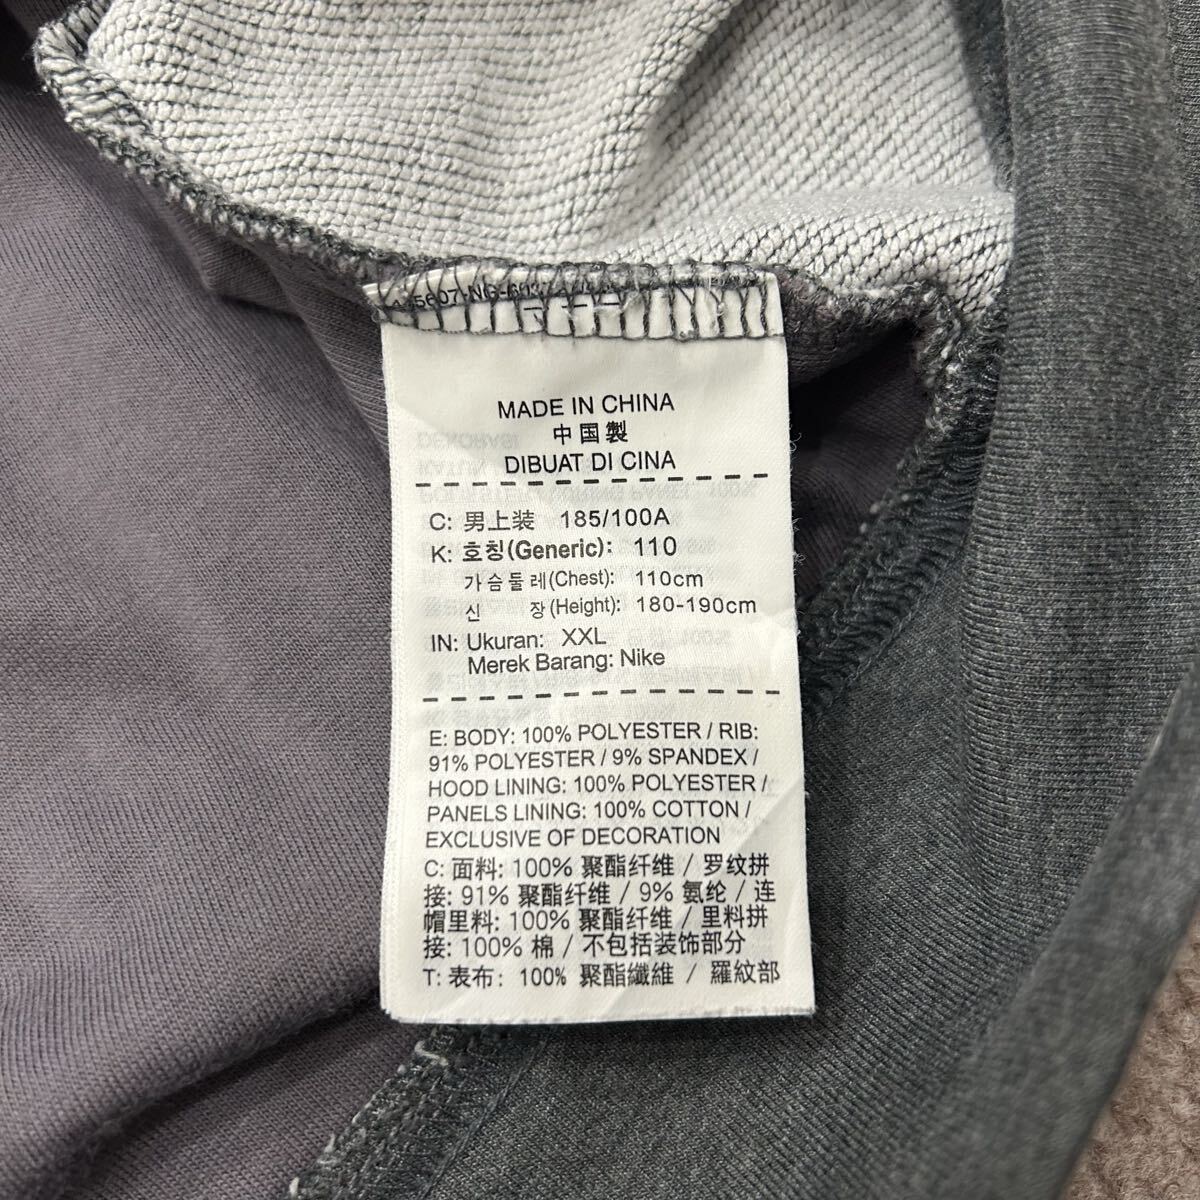 MADE IN CHINA
中国製
DIBUAT DI CINA
C: 男上装 185/100A
K: 호칭(Generic): 110
가슴둘레(Chest): 110cm
신 장(Height): 180-190cm
IN: Ukuran: XXL
Merek Barang: Nike
E: BODY: 100% POLYESTER / RIB:
91% POLYESTER / 9% SPANDEX /
HOOD LINING: 100% POLYESTER /
PANELS LINING: 100% COTTON /
EXCLUSIVE OF DECORATION
C: 面料: 100% 聚酯纤维 / 罗纹拼
接: 91% 聚酯纤维 / 9% 氨纶 / 连
帽里料: 100% 聚酯纤维 / 里料拼
接: 100% 棉 / 不包括装饰部分
T: 表布: 100% 聚酯纖維 / 羅紋部